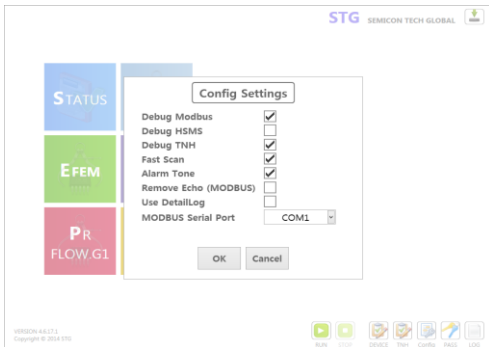 STG SEMICON TECH GLOBAL
STATUS
Config Settings
Debug Modbus
Debug HSMS
Debug TNH
Fast Scan
Alarm Tone
Remove Echo (MODBUS)
Use DetailLog
MODBUS Serial Port COM1
EFEM
PR
FLOW.G1
OK Cancel
VERSION 4.6.17.1
Copyright © 2014 STG
RUN STOP DEVICE TNH Config PASS LOG